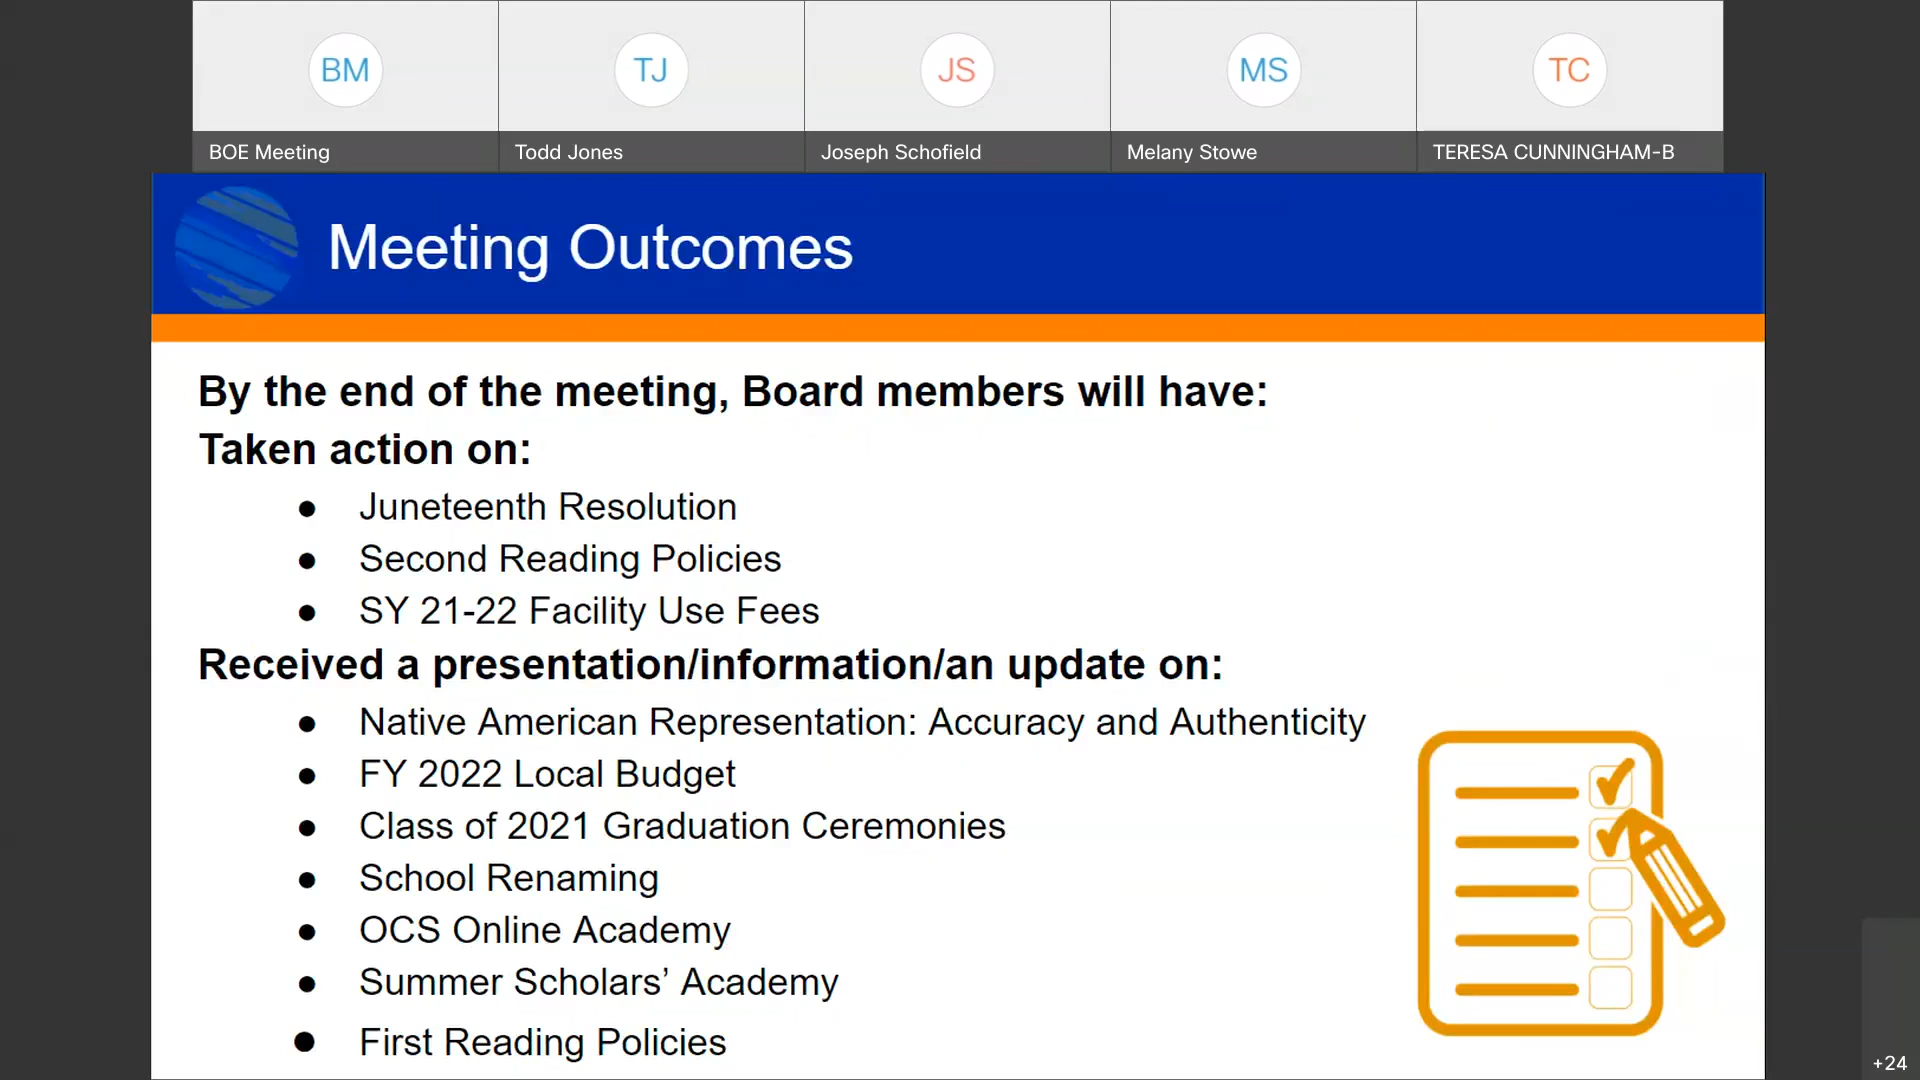 BM
TJ
JS
MS
TC
BOE Meeting
Todd Jones
Joseph Schofield
Melany Stowe
TERESA CUNNINGHAM-B
Meeting Outcomes
By the end of the meeting, Board members will have:
Taken action on:
● Juneteenth Resolution
● Second Reading Policies
● SY 21-22 Facility Use Fees
Received a presentation/information/an update on:
● Native American Representation: Accuracy and Authenticity
● FY 2022 Local Budget
● Class of 2021 Graduation Ceremonies
● School Renaming
● OCS Online Academy
● Summer Scholars’ Academy
● First Reading Policies
+24